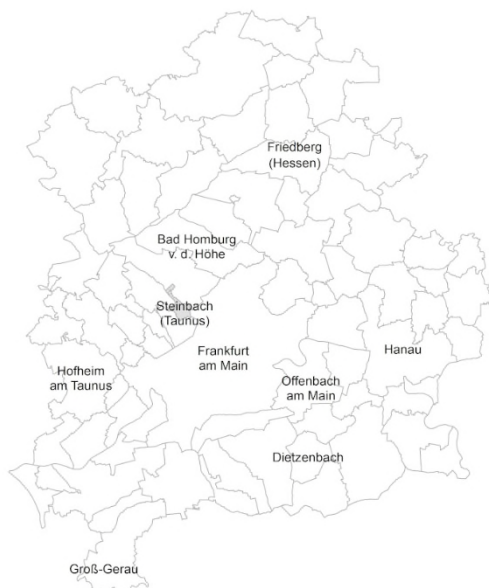 Friedberg
(Hessen)
Bad Homburg
v. d. Höhe
Steinbach
(Taunus)
Frankfurt
am Main
Hanau
Hofheim
am Taunus
Offenbach
am Main
Dietzenbach
Groß-Gerau